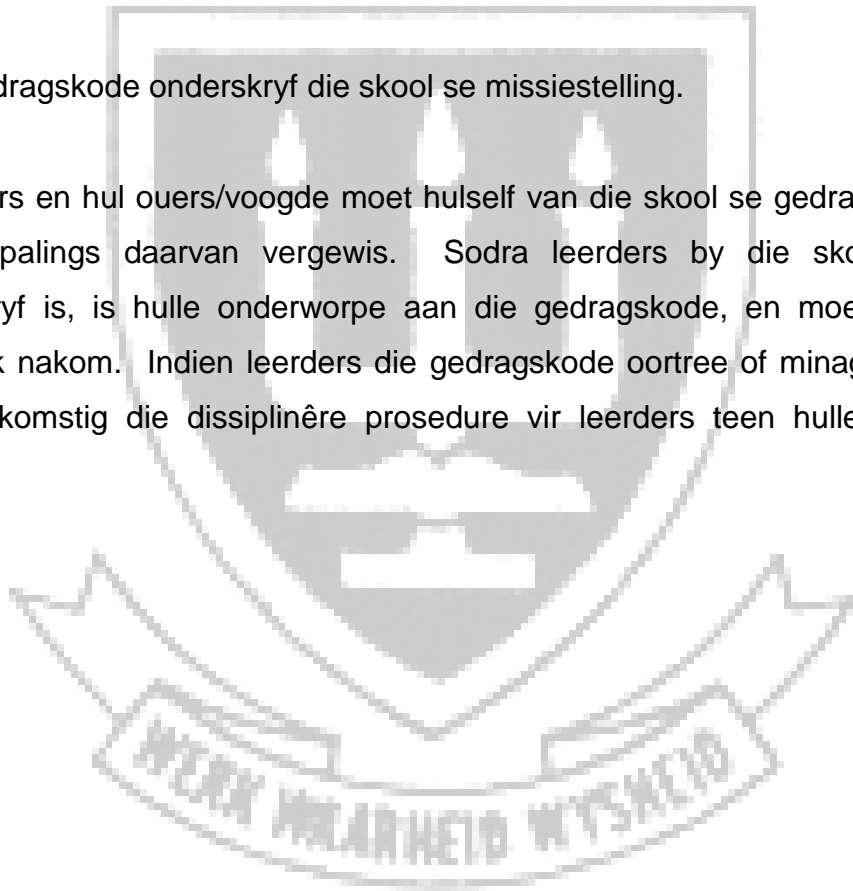 dragskode onderskryf die skool se missiestelling.
rs en hul ouers/voogde moet hulself van die skool se gedra
palings daarvan vergewis. Sodra leerders by die sko
yf is, is hulle onderworpe aan die gedragskode, en moe
k nakom. Indien leerders die gedragskode oortree of minag
komstig die dissiplinêre prosedure vir leerders teen hulle
WERK WAARHEID WYSHEID